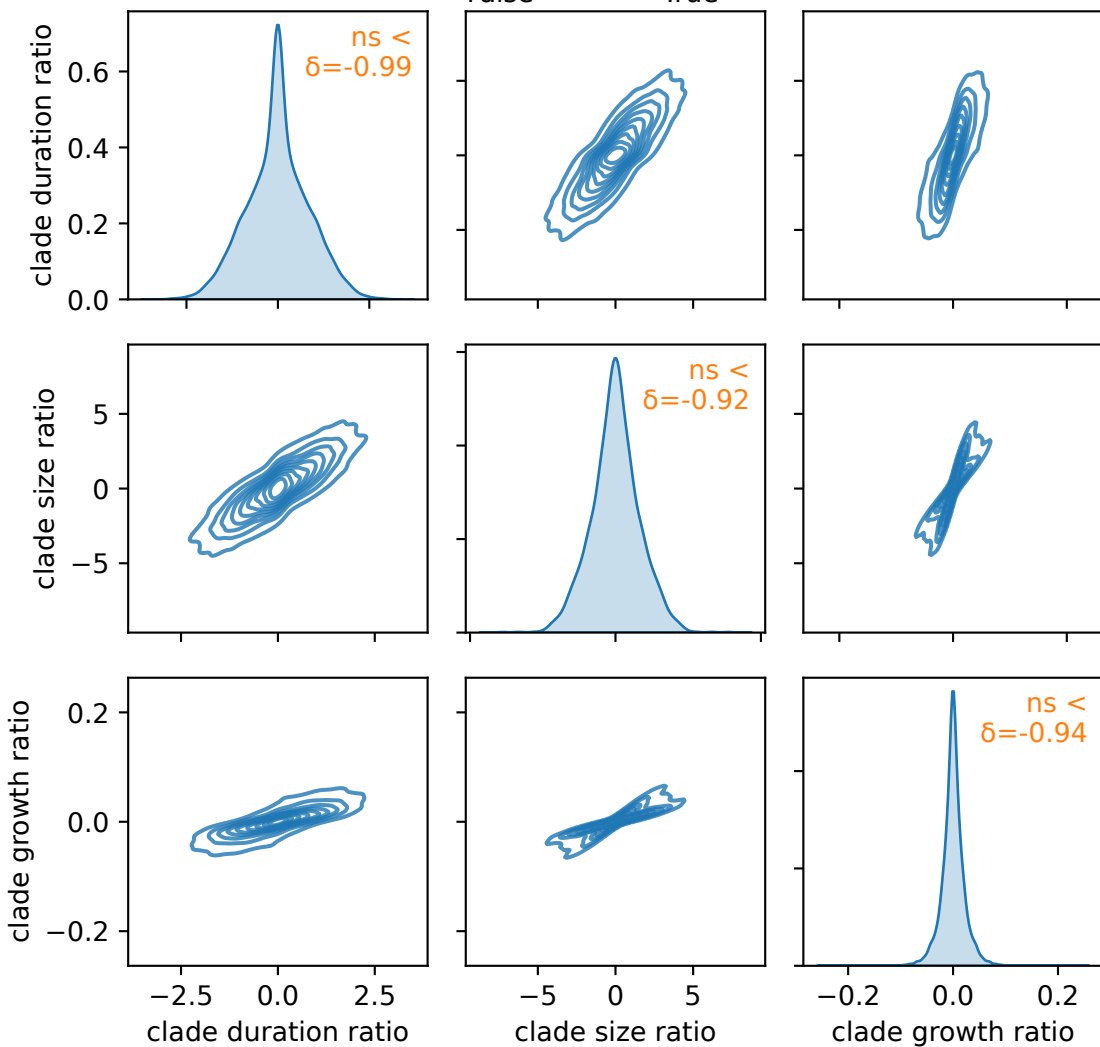 clade duration ratio
0.6
0.4
0.2
0.0
ns <
δ=-0.99
clade size ratio
5
0
−5
ns <
δ=-0.92
clade growth ratio
0.2
0.0
−0.2
ns <
δ=-0.94
−2.5 0.0 2.5
−5 0 5
−0.2 0.0 0.2
clade duration ratio
clade size ratio
clade growth ratio